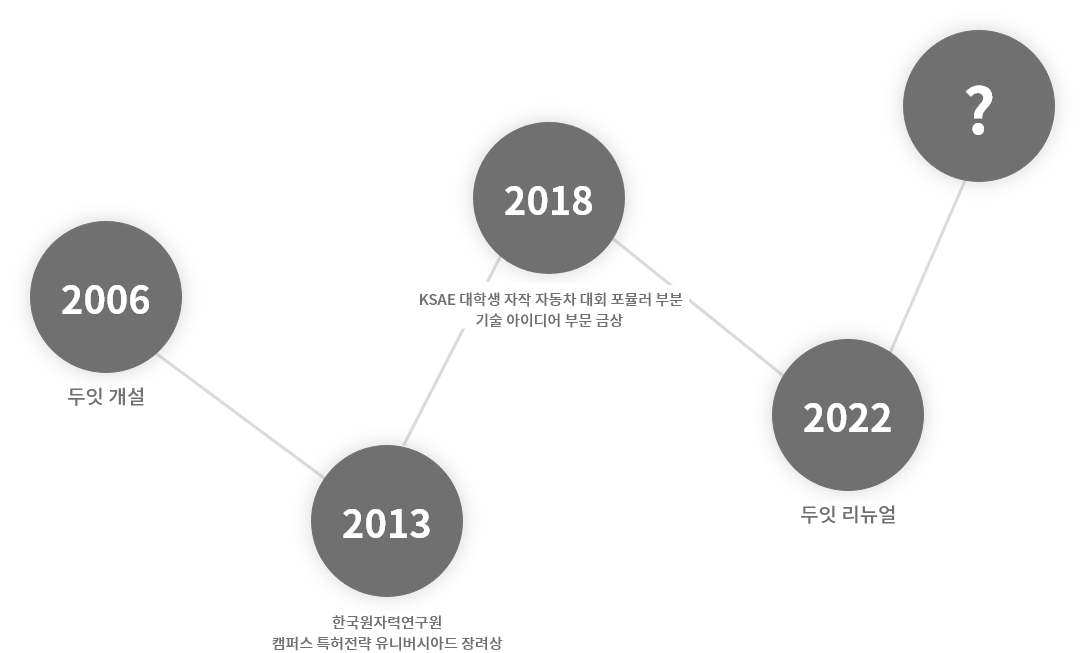 2006
두잇 개설
2013
한국원자력연구원
캠퍼스 특허전략 유니버시아드 장려상
2018
KSAE 대학생 자작 자동차 대회 포뮬러 부분
기술 아이디어 부문 금상
2022
두잇 리뉴얼
?